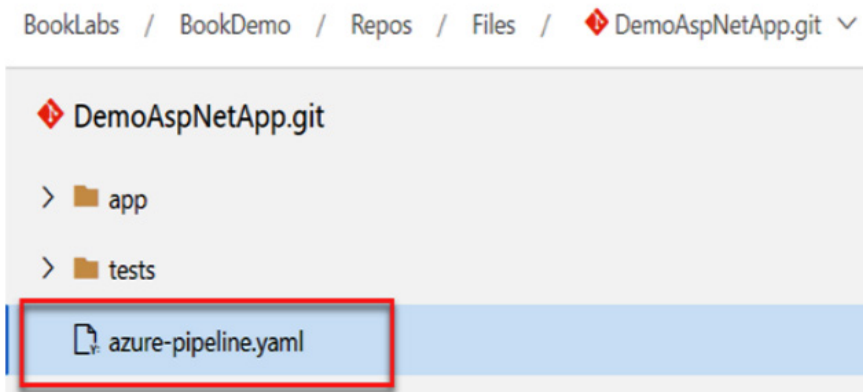 BookLabs / BookDemo / Repos / Files / DemoAspNetApp.git
DemoAspNetApp.git
app
tests
azure-pipeline.yaml